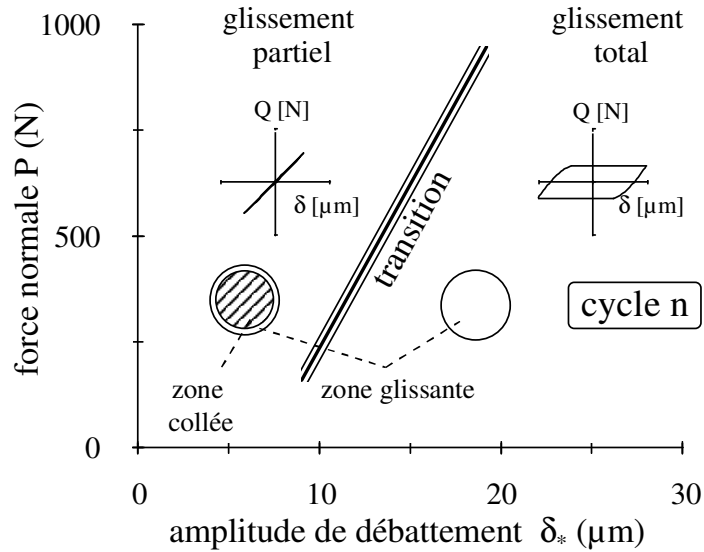 1000
500
0
force normale P (N)
glissement
partiel
Q [N]
δ [µm]
transition
glissement
total
Q [N]
δ [µm]
cycle n
zone
collée
zone glissante
0
10
20
30
amplitude de débattement δ* (µm)